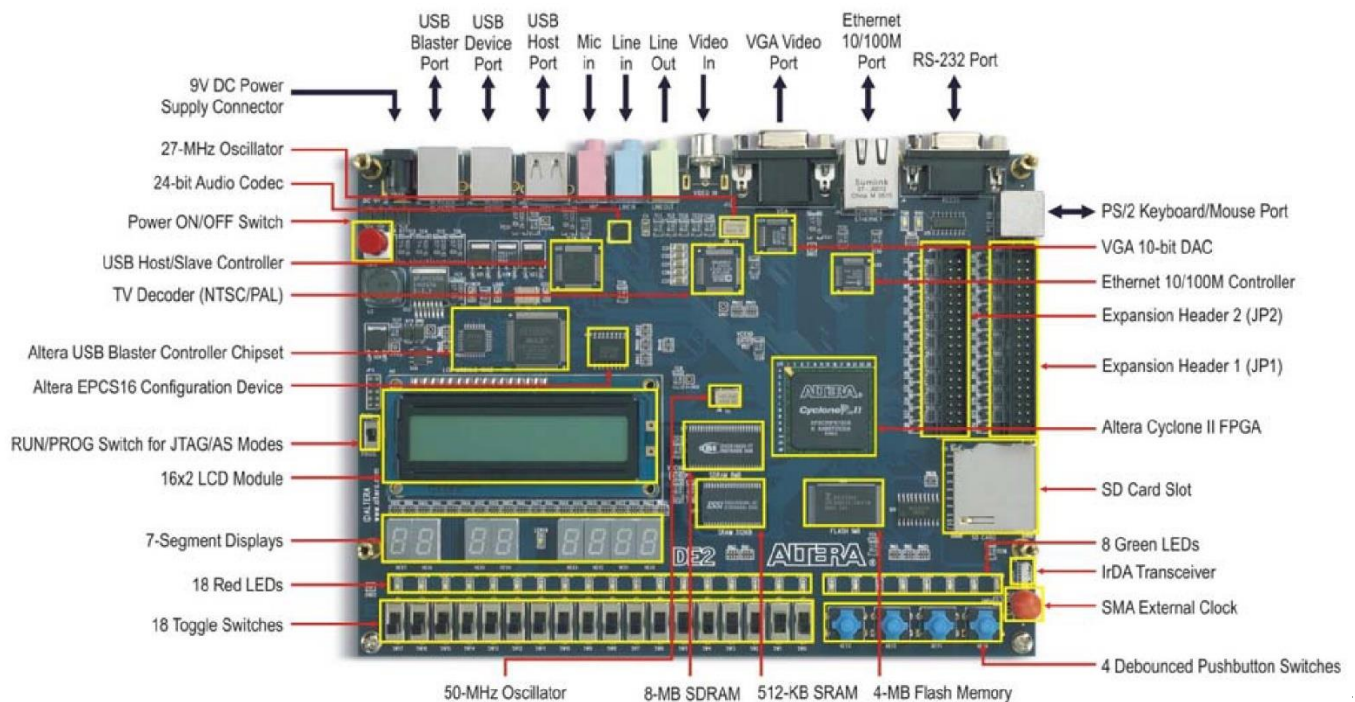 USB
Blaster
Port
USB
Device
Port
USB
Host
Port
Mic
in
Line
in
Line
Out
Video
In
VGA Video
Port
Ethernet
10/100M
Port
RS-232 Port
9V DC Power
Supply Connector
27-MHz Oscillator
24-bit Audio Codec
Power ON/OFF Switch
USB Host/Slave Controller
TV Decoder (NTSC/PAL)
Altera USB Blaster Controller Chipset
Altera EPCS16 Configuration Device
RUN/PROG Switch for JTAG/AS Modes
16x2 LCD Module
7-Segment Displays
18 Red LEDs
18 Toggle Switches
PS/2 Keyboard/Mouse Port
VGA 10-bit DAC
Ethernet 10/100M Controller
Expansion Header 2 (JP2)
Expansion Header 1 (JP1)
Altera Cyclone II FPGA
SD Card Slot
8 Green LEDs
IrDA Transceiver
SMA External Clock
4 Debounced Pushbutton Switches
50-MHz Oscillator
8-MB SDRAM
512-KB SRAM
4-MB Flash Memory
ALTERA®
Cyclone II
DE2
ALTERA®